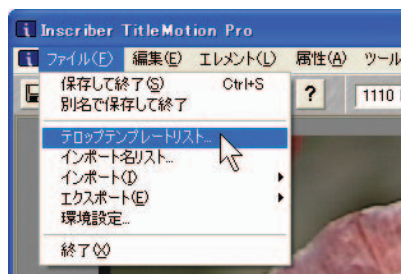 Inscriber TitleMotion Pro
ファイル(F) 編集(E) エレメント(L) 属性(A) ツール
保存して終了(S) Ctrl+S
別名で保存して終了
? 1110
テロップテンプレートリスト...
インポート名リスト...
インポート(I)
エクスポート(E)
環境設定...
終了(X)